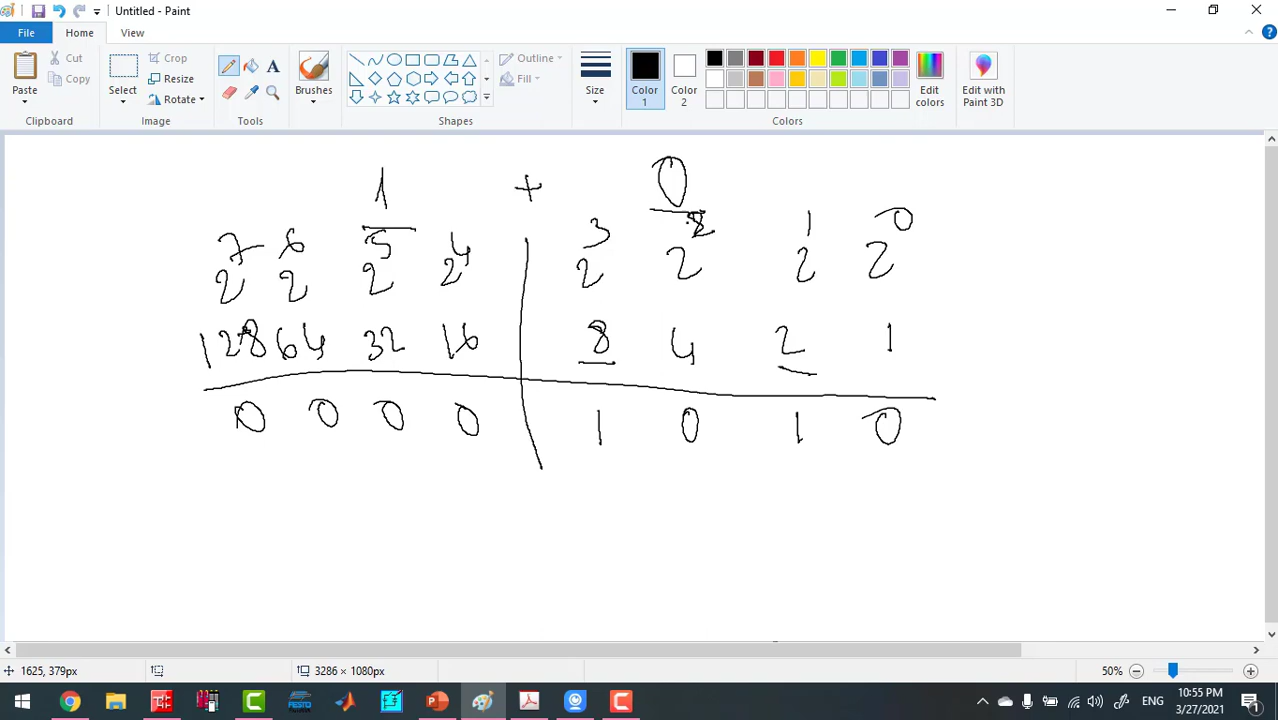 Untitled - Paint
File Home View
Paste Cut Copy Select Crop Resize Rotate A Brushes Outline Fill Size Color 1 Color 2 Edit colors Edit with Paint 3D
Clipboard Image Tools Shapes Colors
1 + 0
7 6 5 4 3 2 1 0
2 2 2 2 2 2 2 2
128 64 32 16 8 4 2 1
0 0 0 0 1 0 1 0
1625, 379px 3286 × 1080px 50%
FESTO ENG 10:55 PM
3/27/2021